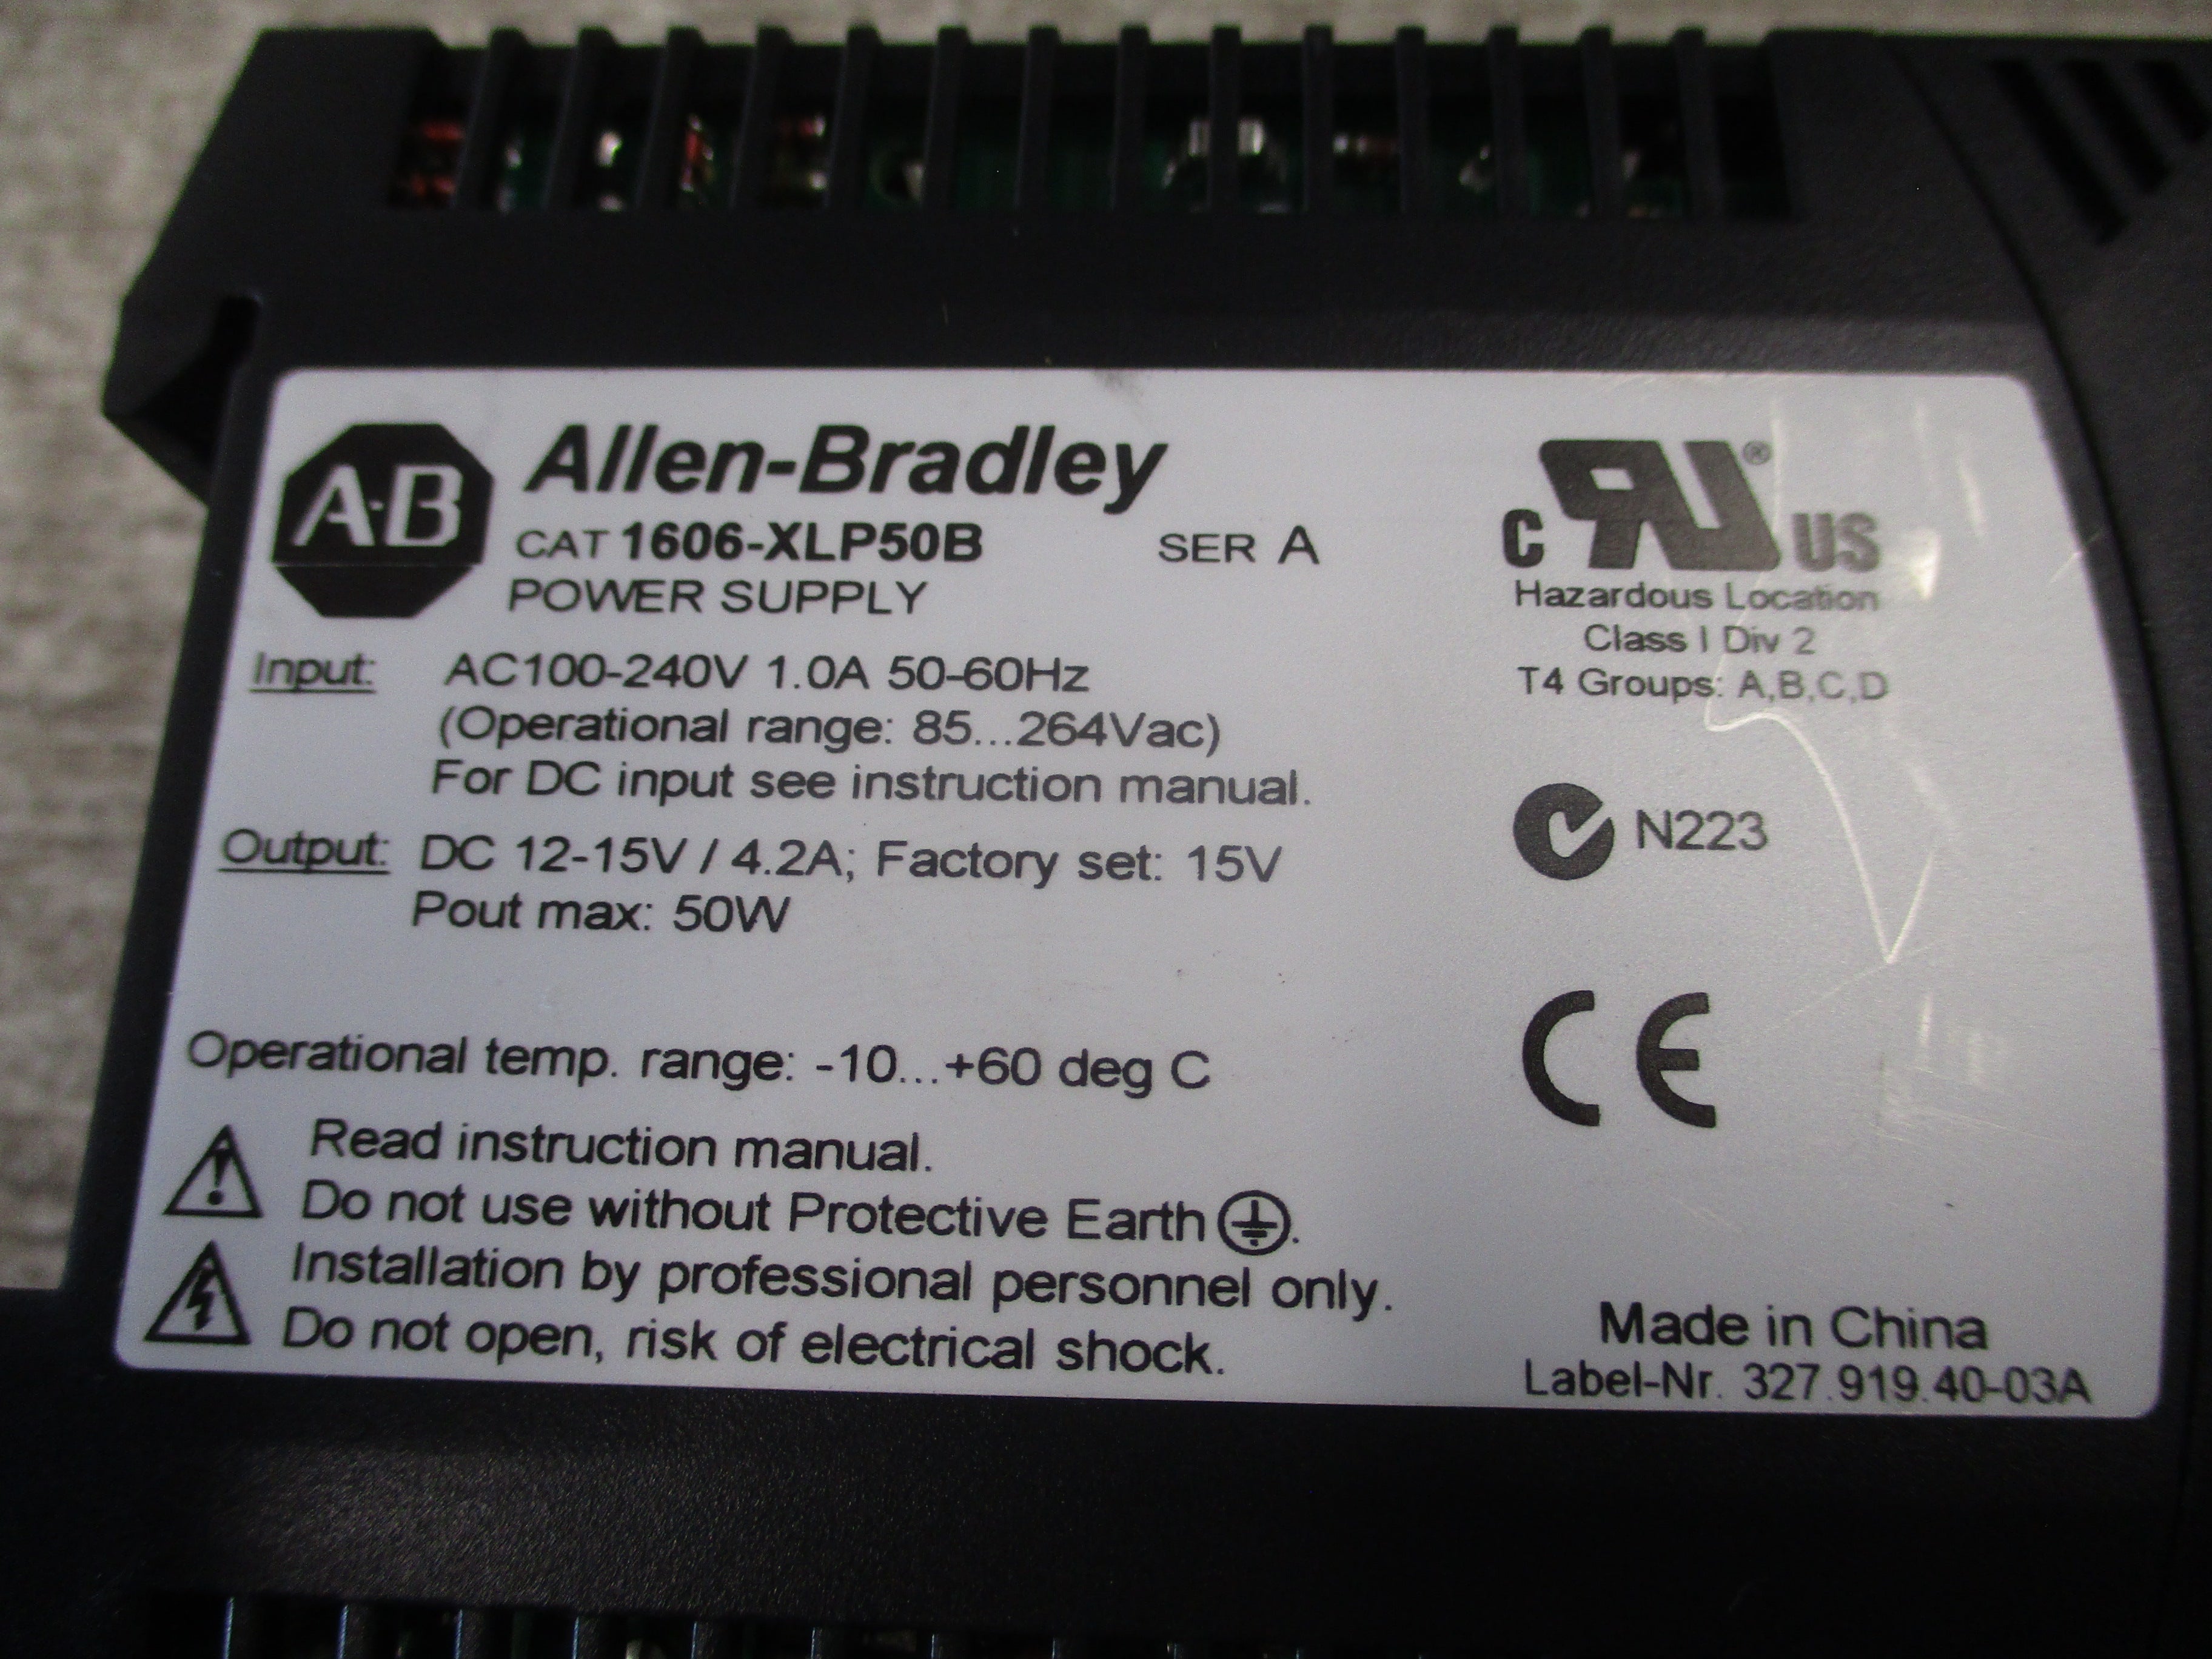 A-B
Allen-Bradley
CAT 1606-XLP50B SER A
POWER SUPPLY
Input: AC100-240V 1.0A 50-60Hz
(Operational range: 85...264Vac)
For DC input see instruction manual.
Output: DC 12-15V / 4.2A; Factory set: 15V
Pout max: 50W
Operational temp. range: -10...+60 deg C
Read instruction manual.
Do not use without Protective Earth.
Installation by professional personnel only.
Do not open, risk of electrical shock.
C RU® US
Hazardous Location
Class I Div 2
T4 Groups: A,B,C,D
N223
CE
Made in China
Label-Nr. 327.919.40-03A